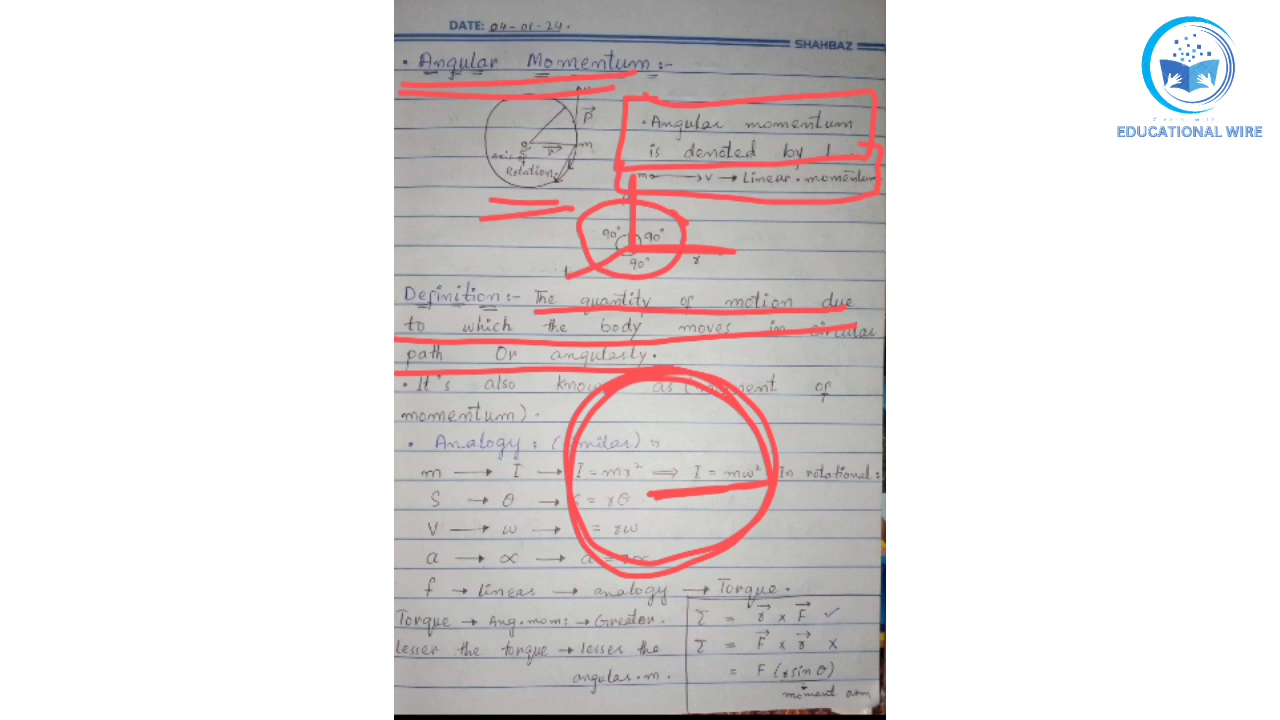 DATE: 04-01-24.
SHAHBAZ
• Angular Momentum:-
P
m
r
axis of
Rotation.
• Angular momentum
is denoted by L.
m → v → Linear.momentum
90° 90°
90°
r
Definition:- The quantity of motion due
to which the body moves in circular
path Or angularly.
• It's also known as (moment of
momentum).
• Analogy: (similar):
m → I → I = mr² ⇒ I = mω² In rotational:
S → θ → S = rθ
V → ω → = rω
a → α → a = rα
f → linear → analogy → Torque.
Torque → Ang.mom: → Greater.
lesser the torque → lesser the
angular.m.
τ = r × F ✓
τ = F × r ×
= F (r sin θ)
moment arm
EDUCATIONAL WIRE